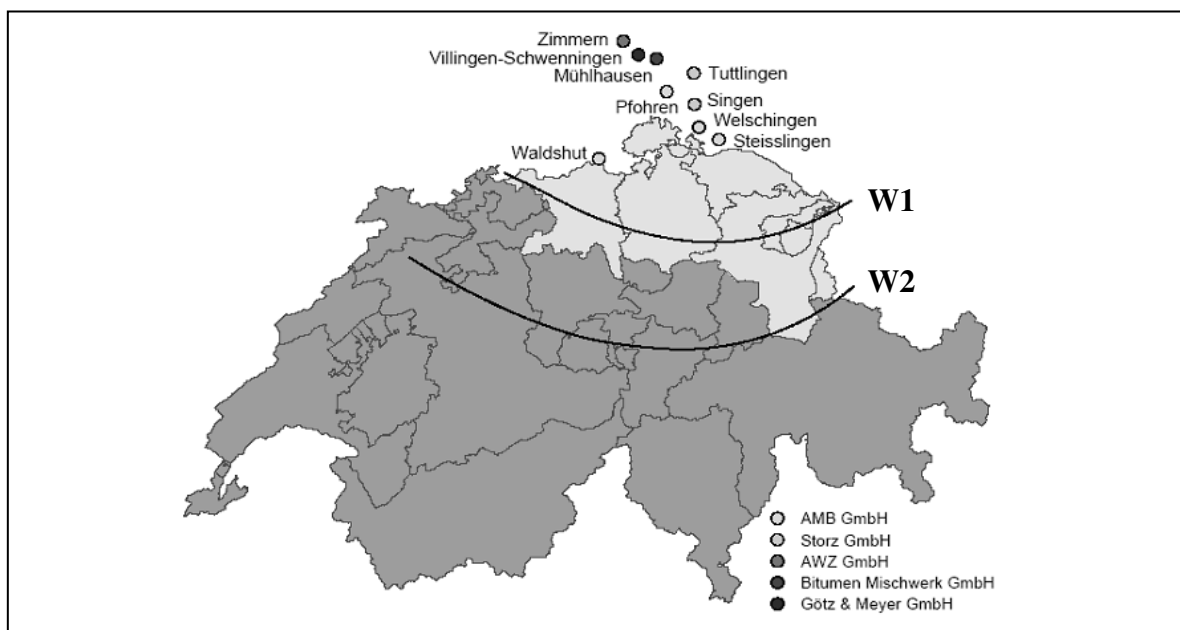 Zimmern
Villingen-Schwenningen
Mühlhausen
Tuttlingen
Pfohren
Singen
Welschingen
Steisslingen
Waldshut
W1
W2
AMB GmbH
Storz GmbH
AWZ GmbH
Bitumen Mischwerk GmbH
Götz & Meyer GmbH